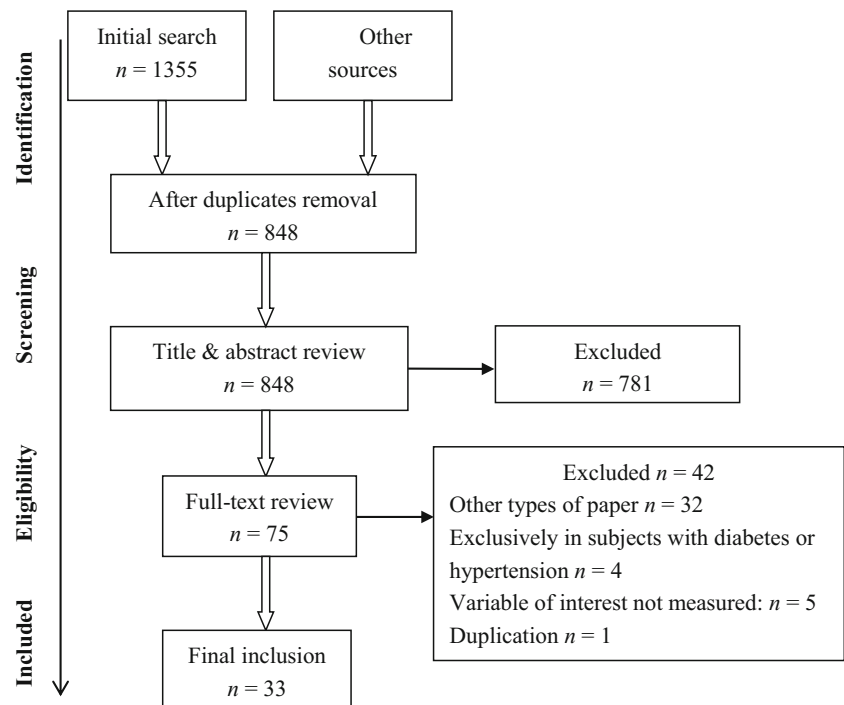 Identification
Initial search
n = 1355
Other
sources
After duplicates removal
n = 848
Screening
Title & abstract review
n = 848
Excluded
n = 781
Eligibility
Full-text review
n = 75
Excluded n = 42
Other types of paper n = 32
Exclusively in subjects with diabetes or
hypertension n = 4
Variable of interest not measured: n = 5
Duplication n = 1
Included
Final inclusion
n = 33